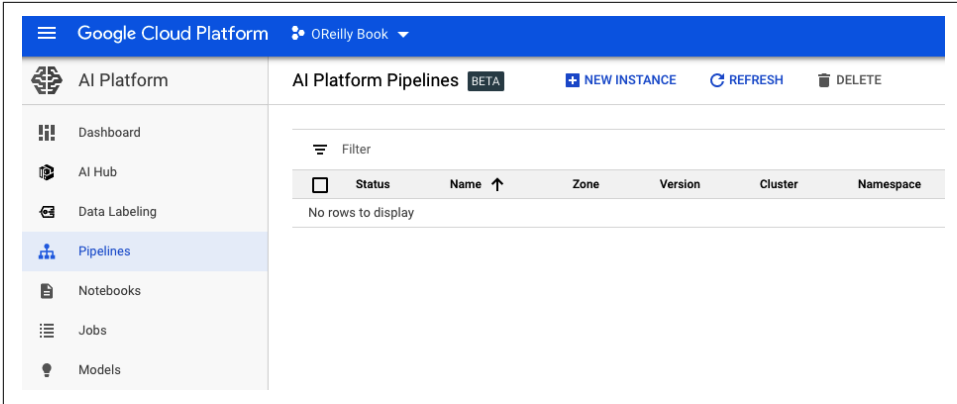 Google Cloud Platform OReilly Book
AI Platform
AI Platform Pipelines BETA NEW INSTANCE REFRESH DELETE
Dashboard
AI Hub
Data Labeling
Pipelines
Notebooks
Jobs
Models
Filter
Status Name Zone Version Cluster Namespace
No rows to display